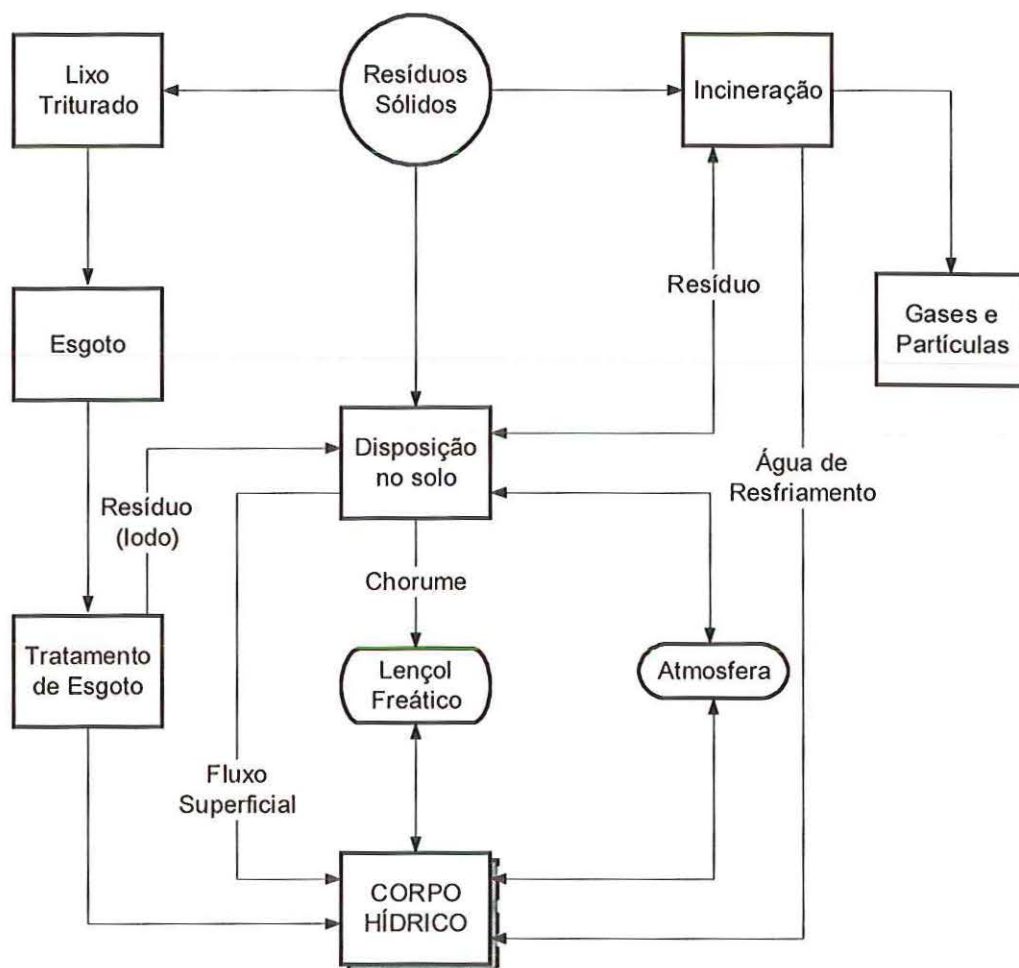 Lixo
Triturado
Resíduos
Sólidos
Incineração
Resíduo
Gases e
Partículas
Esgoto
Disposição
no solo
Água de
Resfriamento
Resíduo
(lodo)
Chorume
Tratamento
de Esgoto
Lençol
Freático
Atmosfera
Fluxo
Superficial
CORPO
HÍDRICO